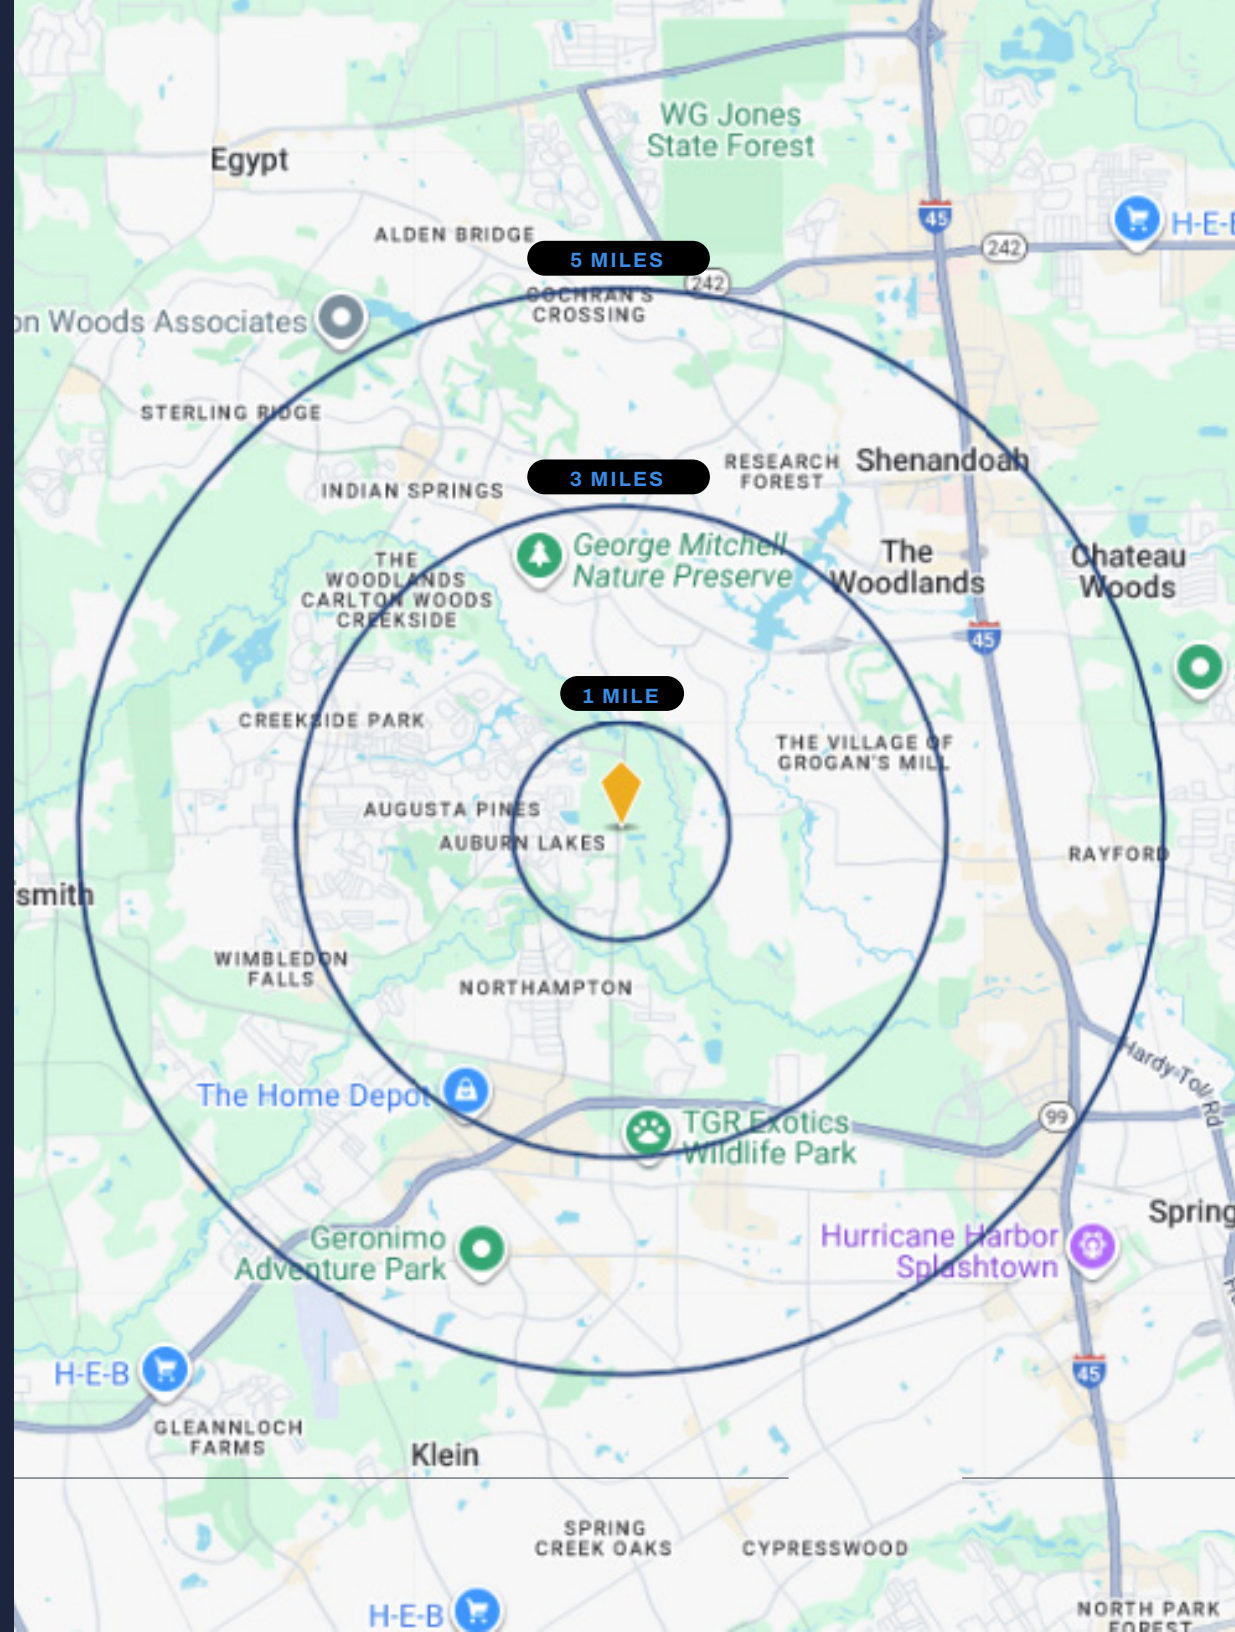 WG Jones
State Forest
Egypt
45
H-E-B
242
ALDEN BRIDGE
5 MILES
242
COCHRAN'S
CROSSING
on Woods Associates
STERLING RIDGE
RESEARCH
FOREST
Shenandoah
3 MILES
INDIAN SPRINGS
George Mitchell
Nature Preserve
THE
WOODLANDS
CARLTON WOODS
CREEKSIDE
The
Woodlands
Chateau
Woods
45
1 MILE
CREEKSIDE PARK
THE VILLAGE OF
GROGAN'S MILL
AUGUSTA PINES
AUBURN LAKES
RAYFORD
smith
WIMBLEDON
FALLS
NORTHAMPTON
Hardy Toll Rd
The Home Depot
99
TGR Exotics
Wildlife Park
Spring
Geronimo
Adventure Park
Hurricane Harbor
Splashtown
H-E-B
45
GLEANNLOCH
FARMS
Klein
SPRING
CREEK OAKS
CYPRESSWOOD
H-E-B
NORTH PARK
FOREST